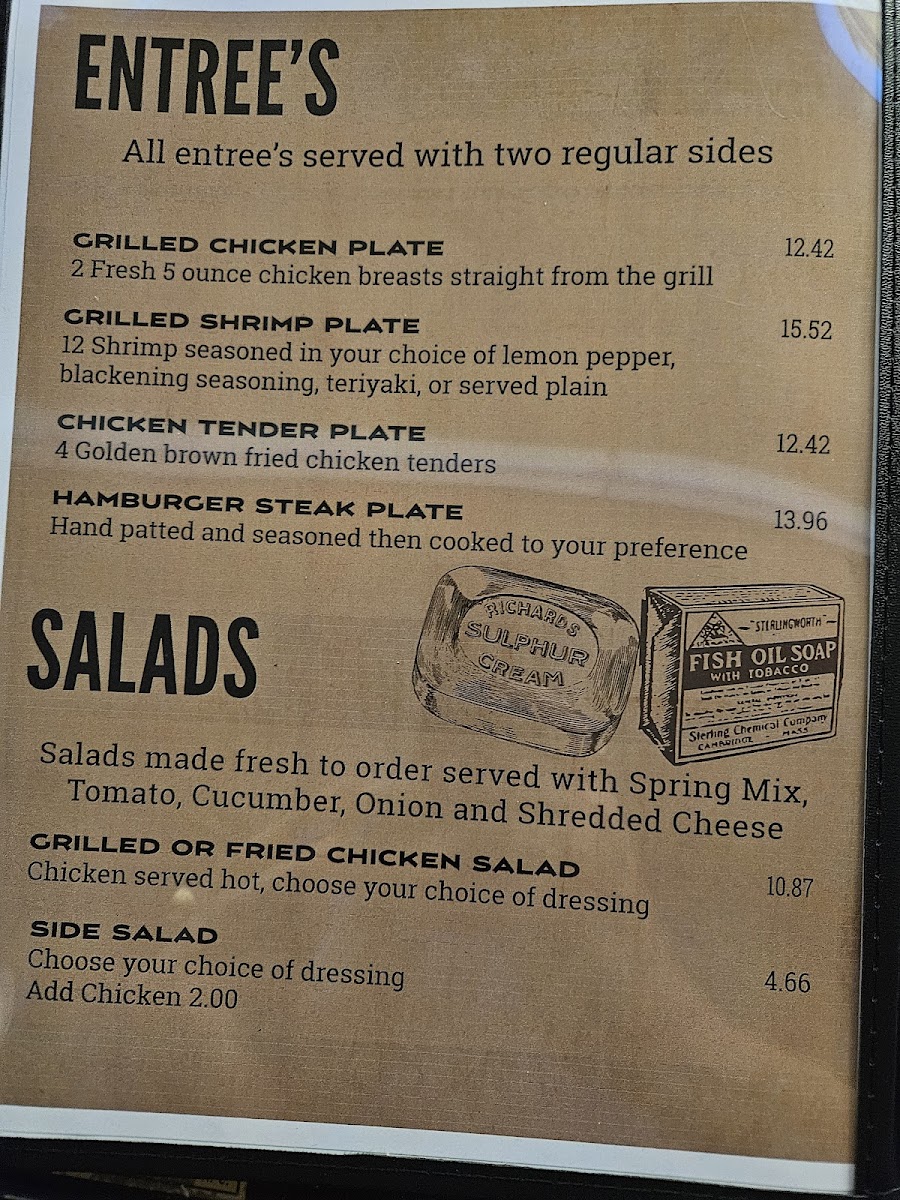 ENTREE'S
All entree's served with two regular sides
GRILLED CHICKEN PLATE 12.42
2 Fresh 5 ounce chicken breasts straight from the grill
GRILLED SHRIMP PLATE 15.52
12 Shrimp seasoned in your choice of lemon pepper,
blackening seasoning, teriyaki, or served plain
CHICKEN TENDER PLATE 12.42
4 Golden brown fried chicken tenders
HAMBURGER STEAK PLATE 13.96
Hand patted and seasoned then cooked to your preference
RICHARDS
SULPHUR
CREAM
"STERLINGWORTH"
FISH OIL SOAP
WITH TOBACCO
Sterling Chemical Company
CAMBRIDGE - MASS
SALADS
Salads made fresh to order served with Spring Mix,
Tomato, Cucumber, Onion and Shredded Cheese
GRILLED OR FRIED CHICKEN SALAD 10.87
Chicken served hot, choose your choice of dressing
SIDE SALAD
Choose your choice of dressing 4.66
Add Chicken 2.00